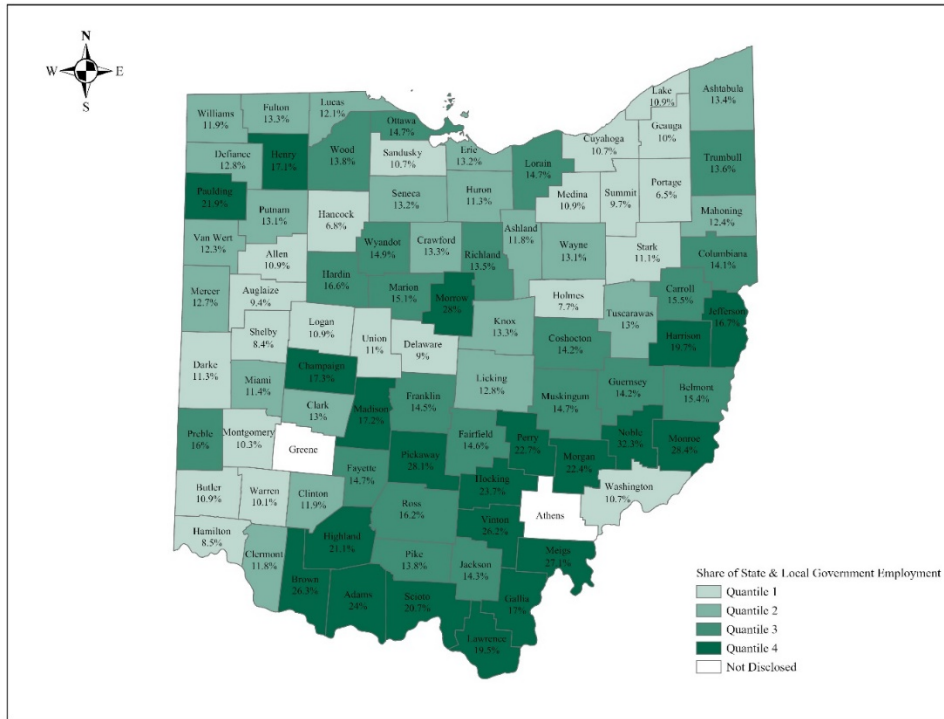 N
W E
S
Lake
10.9%
Ashtabula
13.4%
Geauga
10%
Cuyahoga
10.7%
Williams
11.9%
Fulton
13.3%
Lucas
12.1%
Ottawa
14.7%
Henry
17.1%
Wood
13.8%
Sandusky
10.7%
Erie
13.2%
Lorain
14.7%
Trumbull
13.6%
Defiance
12.8%
Paulding
21.9%
Seneca
13.2%
Huron
11.3%
Medina
10.9%
Summit
9.7%
Portage
6.5%
Mahoning
12.4%
Putnam
13.1%
Hancock
6.8%
Van Wert
12.3%
Wyandot
14.9%
Crawford
13.3%
Richland
13.5%
Ashland
11.8%
Wayne
13.1%
Stark
11.1%
Columbiana
14.1%
Allen
10.9%
Hardin
16.6%
Marion
15.1%
Morrow
28%
Holmes
7.7%
Carroll
15.5%
Mercer
12.7%
Auglaize
9.4%
Tuscarawas
13%
Jefferson
16.7%
Logan
10.9%
Union
11%
Delaware
9%
Knox
13.3%
Coshocton
14.2%
Harrison
19.7%
Shelby
8.4%
Darke
11.3%
Champaign
17.3%
Miami
11.4%
Licking
12.8%
Guernsey
14.2%
Belmont
15.4%
Clark
13%
Madison
17.2%
Franklin
14.5%
Muskingum
14.7%
Preble
16%
Montgomery
10.3%
Greene
Fairfield
14.6%
Perry
22.7%
Noble
32.3%
Monroe
28.4%
Morgan
22.4%
Pickaway
28.1%
Fayette
14.7%
Hocking
23.7%
Washington
10.7%
Butler
10.9%
Warren
10.1%
Clinton
11.9%
Ross
16.2%
Athens
Vinton
26.2%
Hamilton
8.5%
Highland
21.1%
Clermont
11.8%
Pike
13.8%
Jackson
14.3%
Meigs
27.1%
Brown
26.3%
Adams
24%
Scioto
20.7%
Gallia
17%
Lawrence
19.5%
Share of State & Local Government Employment
Quantile 1
Quantile 2
Quantile 3
Quantile 4
Not Disclosed